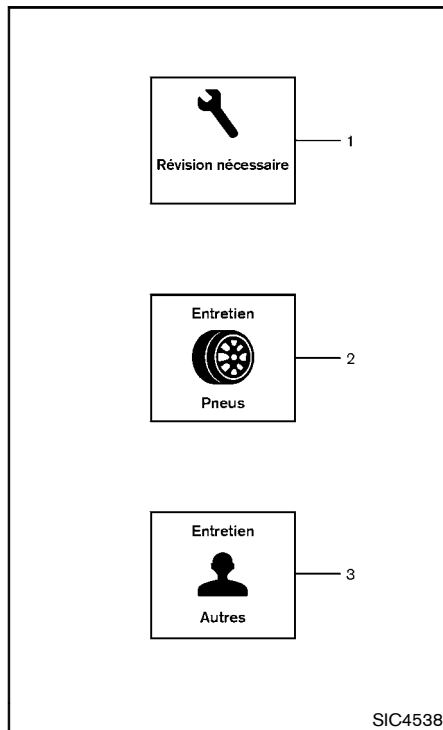 Révision nécessaire
1
Entretien
2
Pneus
Entretien
3
Autres
SIC4538